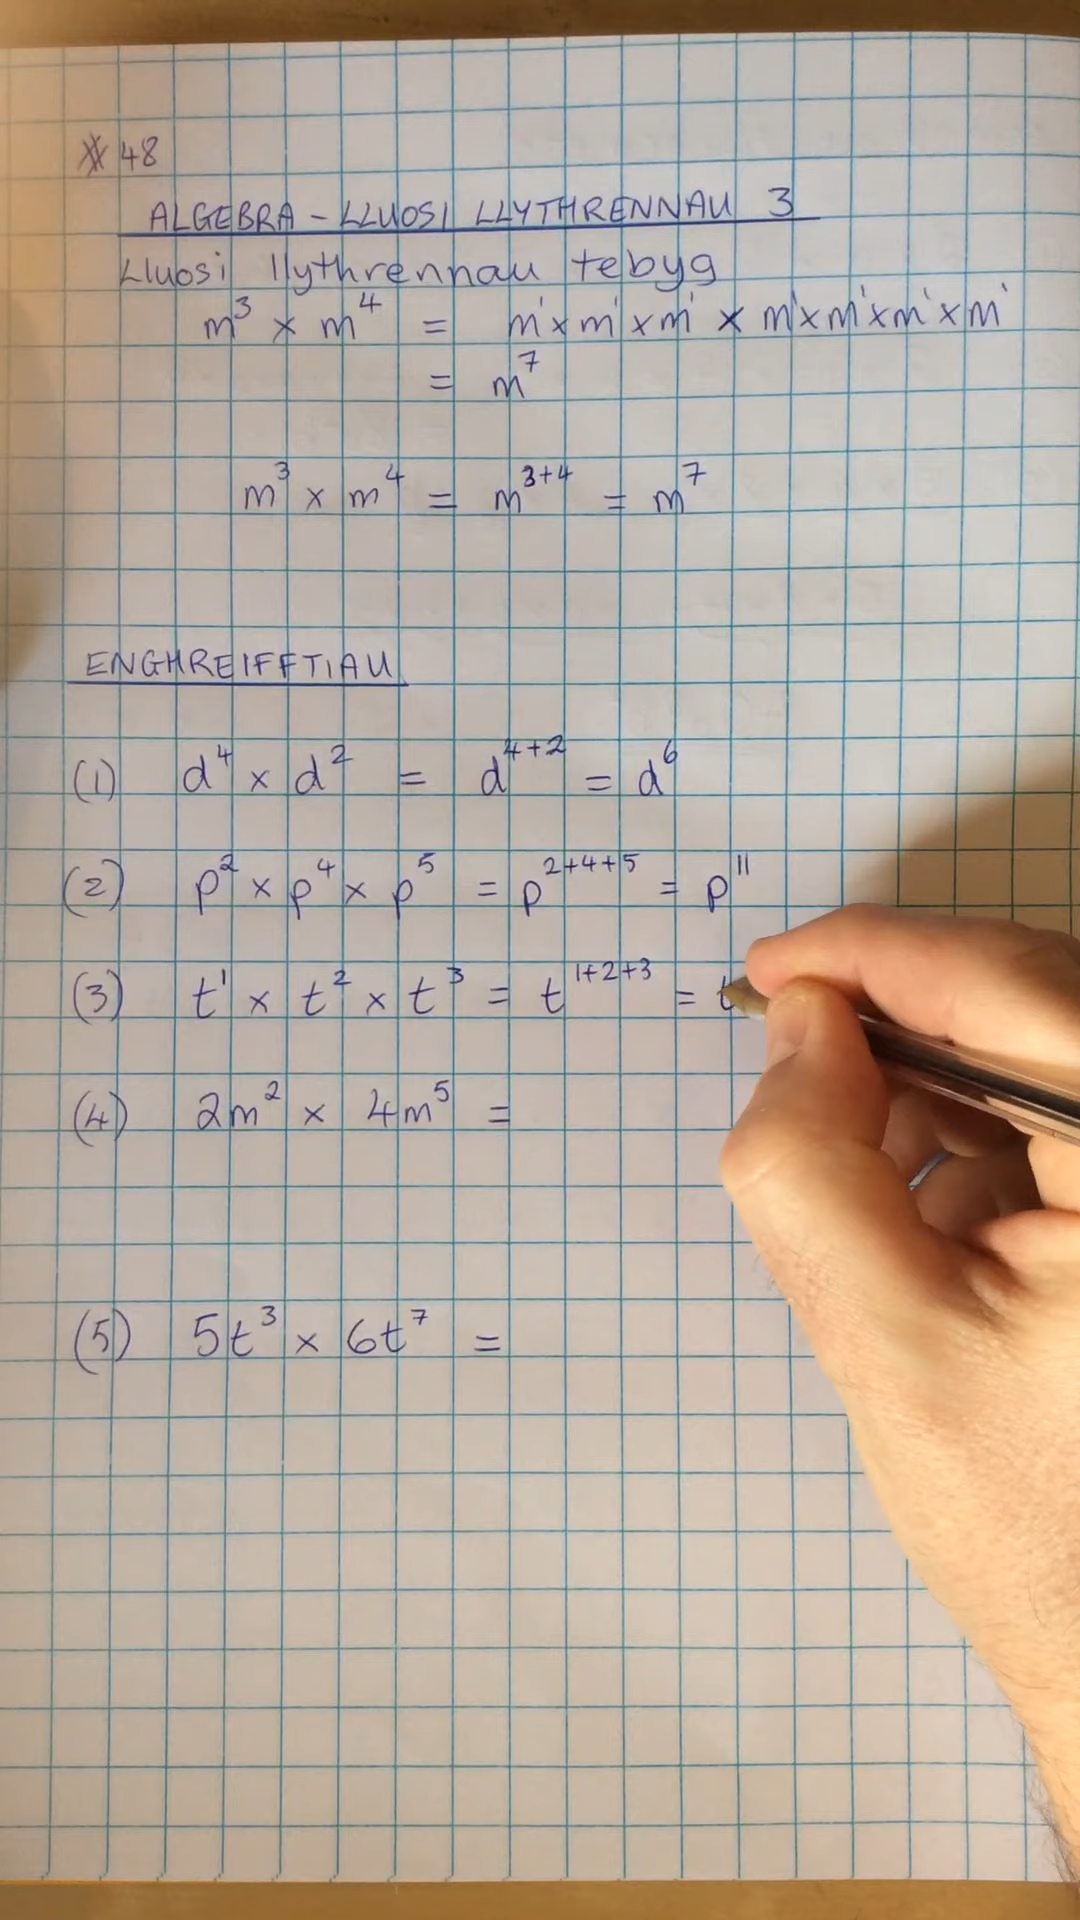 ※ 48
ALGEBRA - LLUOSI LLYTHRENNAU 3
Lluosi llythrennau tebyg
m³ × m⁴ = m¹×m¹×m¹ × m¹×m¹×m¹×m¹
= m⁷
m³ × m⁴ = m³⁺⁴ = m⁷
ENGHREIFFTIAU
(1) d⁴ × d² = d⁴⁺² = d⁶
(2) p² × p⁴ × p⁵ = p²⁺⁴⁺⁵ = p¹¹
(3) t¹ × t² × t³ = t¹⁺²⁺³ = t
(4) 2m² × 4m⁵ =
(5) 5t³ × 6t⁷ =